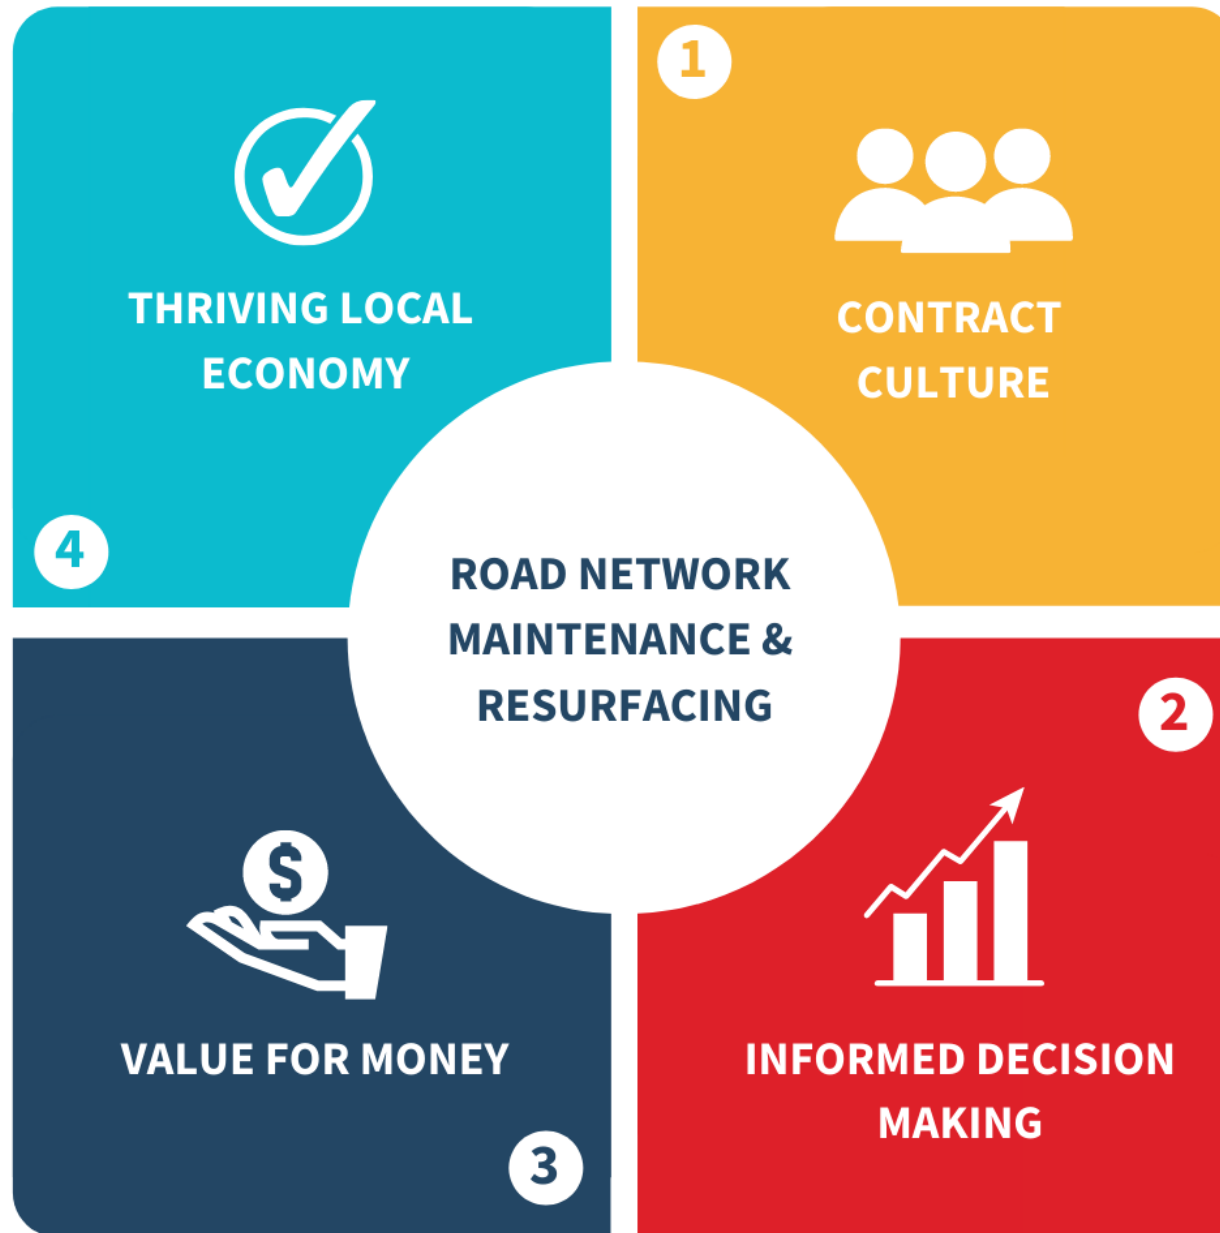 1
CONTRACT
CULTURE
2
INFORMED DECISION
MAKING
3
$
VALUE FOR MONEY
4
THRIVING LOCAL
ECONOMY
ROAD NETWORK
MAINTENANCE &
RESURFACING